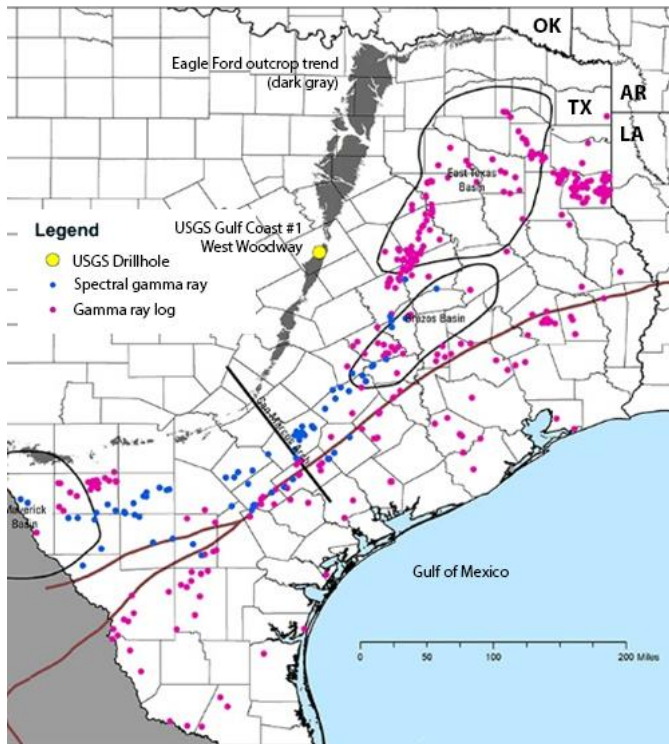 OK
Eagle Ford outcrop trend
(dark gray)
AR
TX
LA
East Texas
Basin
Legend
USGS Gulf Coast #1
West Woodway
USGS Drillhole
Spectral gamma ray
Gamma ray log
Brazos Basin
San Marcos Arch
Maverick
Basin
Gulf of Mexico
0 50 100 200 Miles